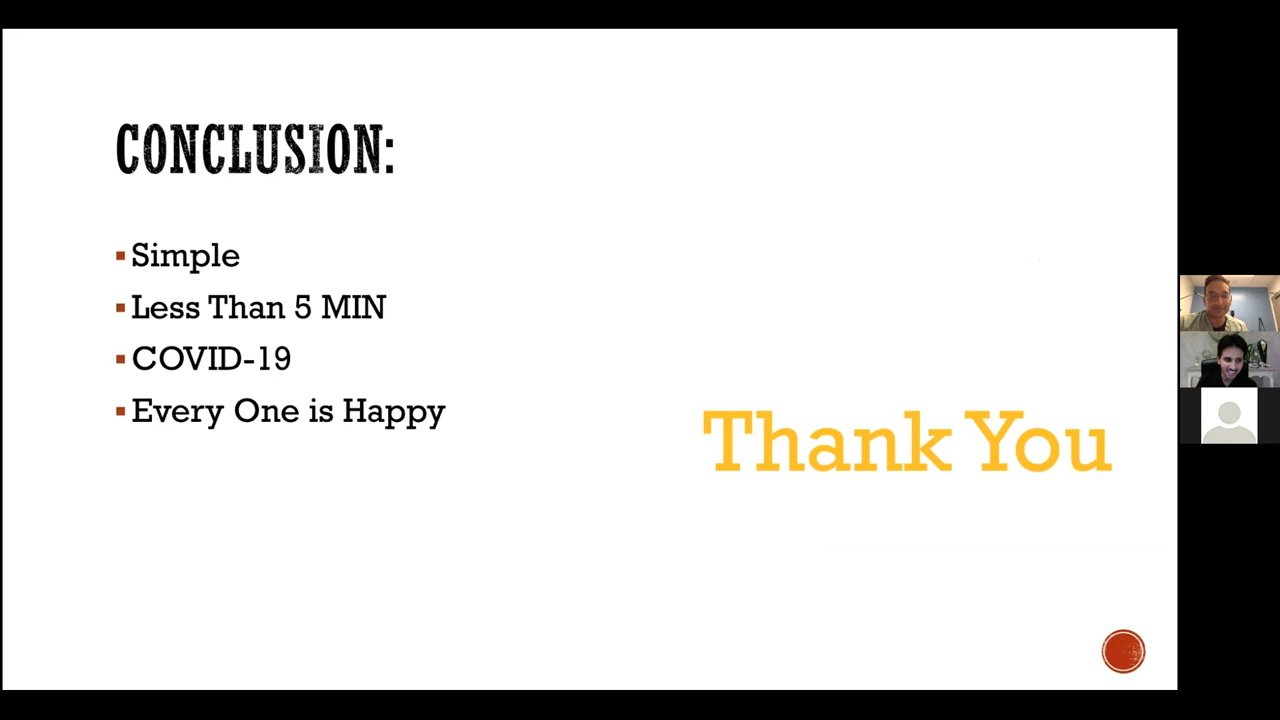 CONCLUSION:
Simple
Less Than 5 MIN
COVID-19
Every One is Happy
Thank You